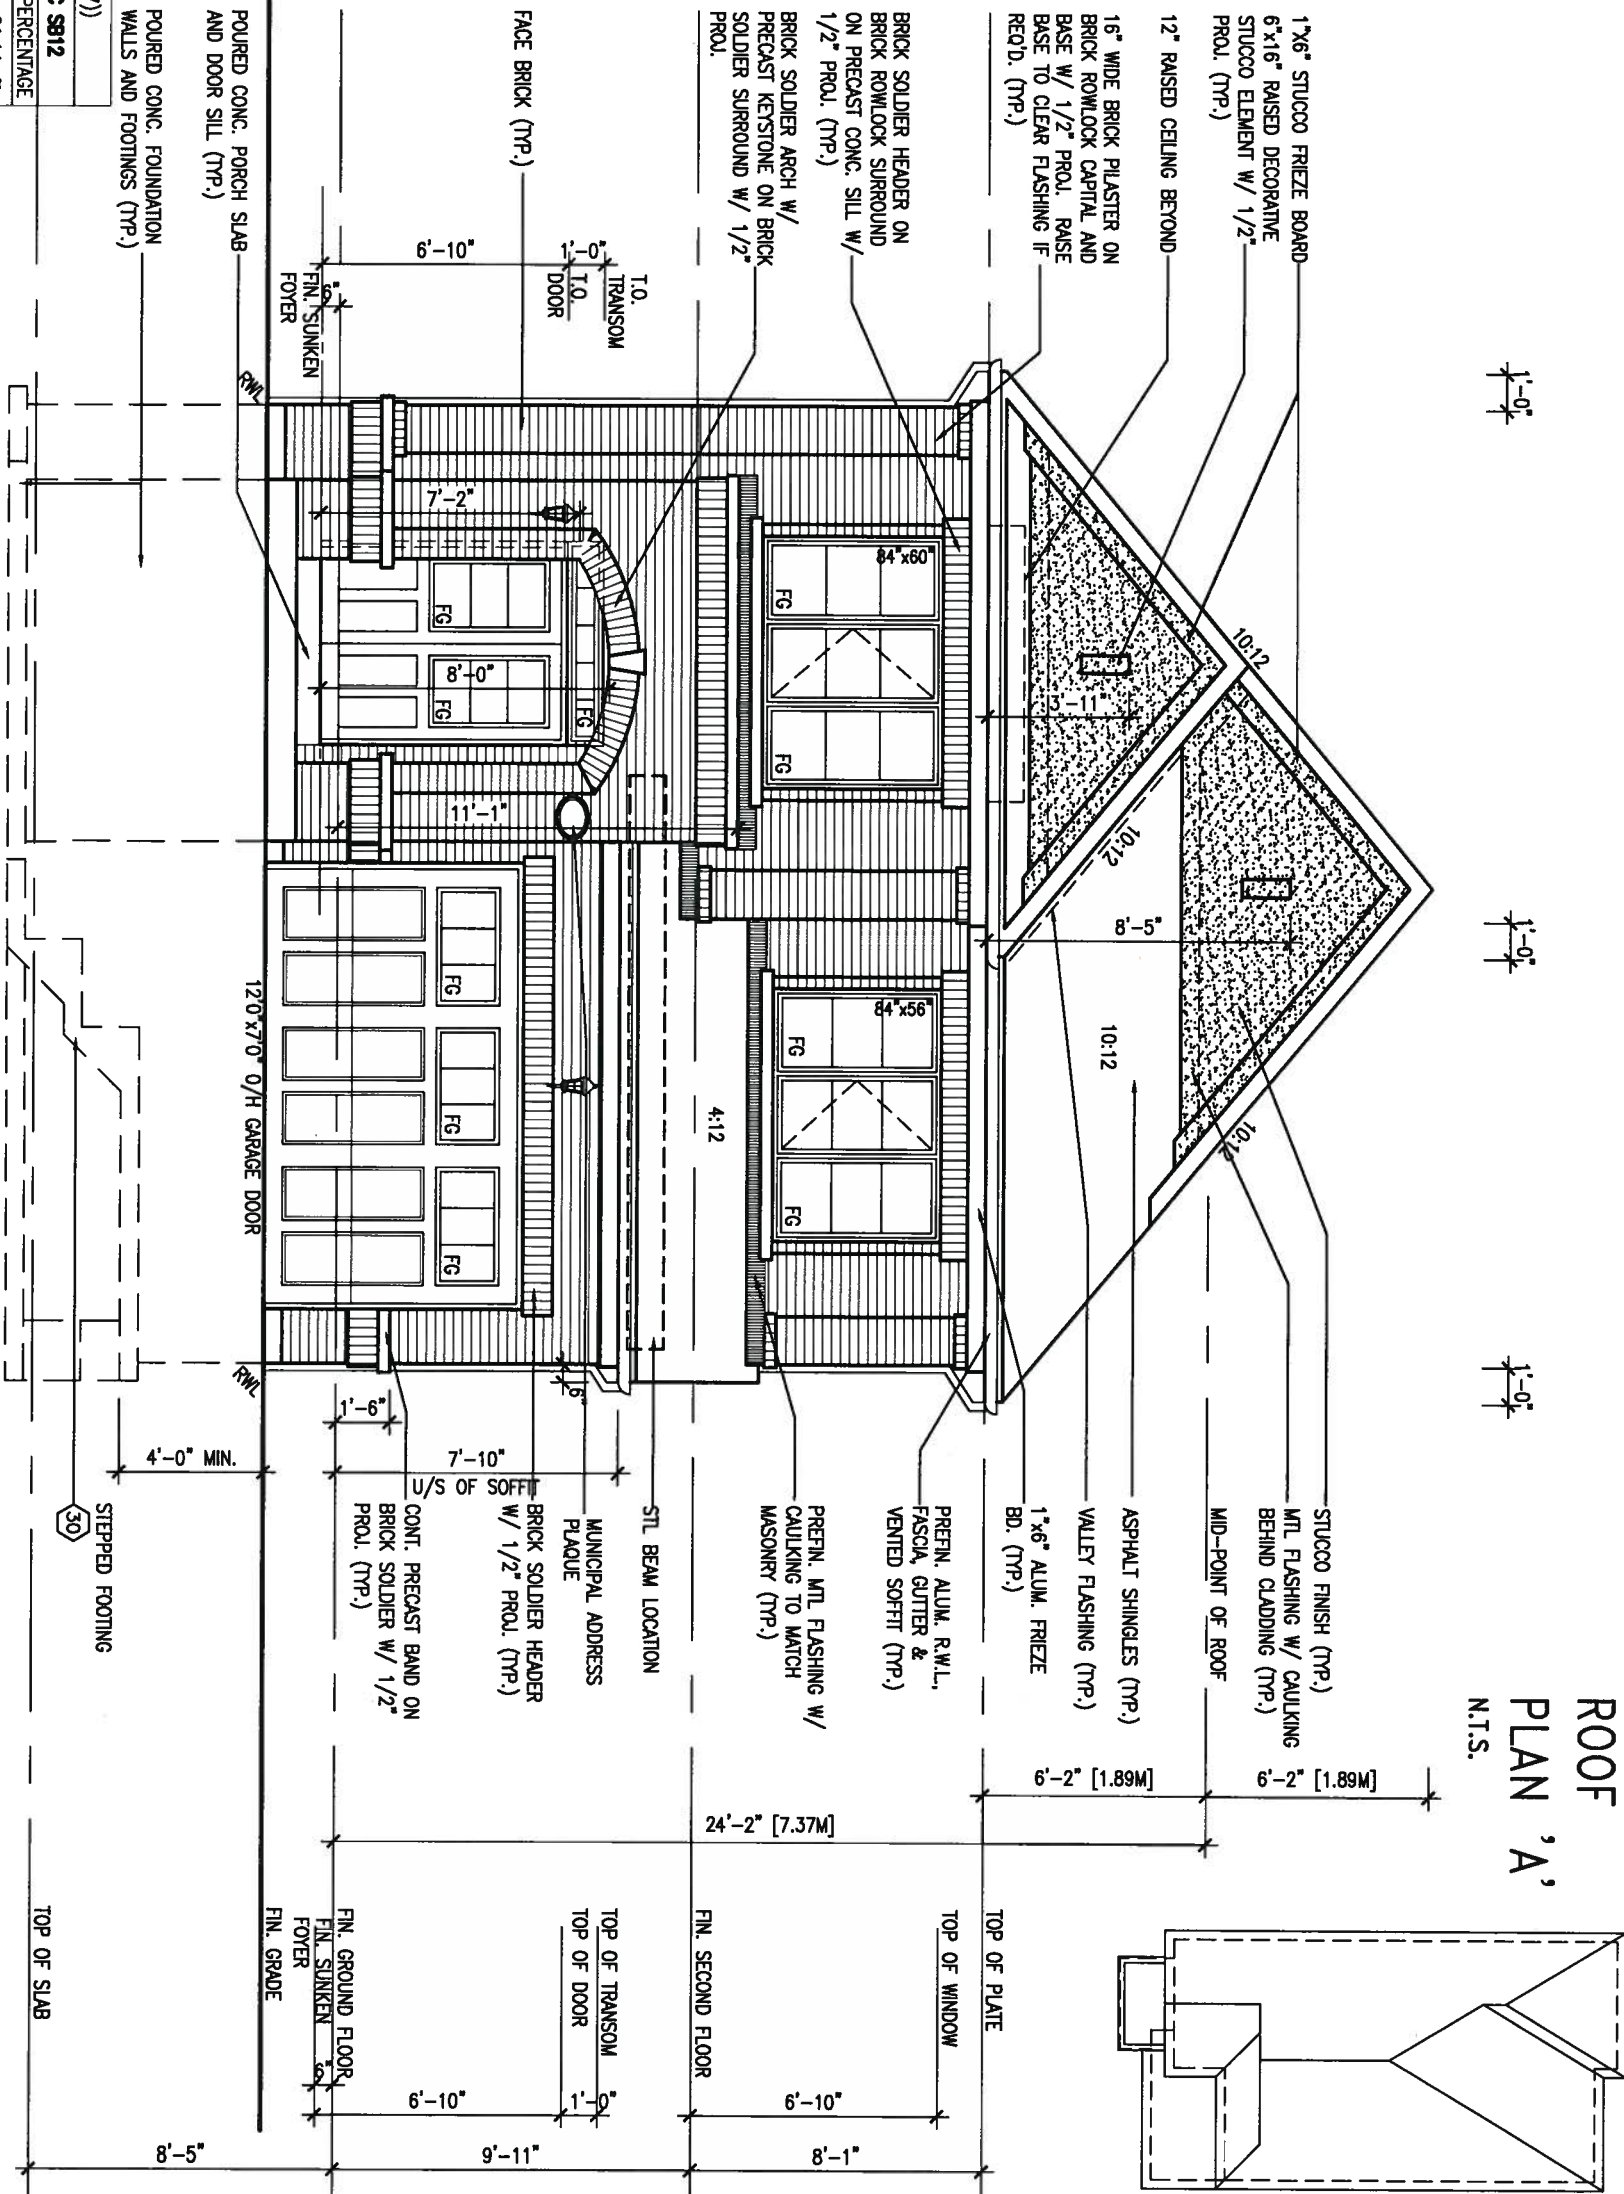 1"X6" STUCCO FRIEZE BOARD
6"x16" RAISED DECORATIVE
STUCCO ELEMENT W/ 1/2"
PROJ. (TYP.)
12" RAISED CEILING BEYOND
16" WIDE BRICK PILASTER ON
BRICK ROWLOCK CAPITAL AND
BASE W/ 1/2" PROJ. RAISE
BASE TO CLEAR FLASHING IF
REQ'D. (TYP.)
BRICK SOLDIER HEADER ON
BRICK ROWLOCK SURROUND
ON PRECAST CONC. SILL W/
1/2" PROJ. (TYP.)
BRICK SOLDIER ARCH W/
PRECAST KEYSTONE ON BRICK
SOLDIER SURROUND W/ 1/2"
PROJ.
FACE BRICK (TYP.)
POURED CONC. PORCH SLAB
AND DOOR SILL (TYP.)
POURED CONC. FOUNDATION
WALLS AND FOOTINGS (TYP.)
SB12
PERCENTAGE
1'-0"
1'-0"
1'-0"
T.O.
TRANSOM
T.O.
DOOR
1'-0"
6'-10"
6"
FIN. SUNKEN
FOYER
RWL
10:12
10:12
10:12
10:12
3'-11"
8'-5"
84"x60"
FG
FG
84"x56"
FG
FG
4:12
7'-2"
8'-0"
11'-1"
FG
FG
FG
FG
FG
FG
12'0"x7'0" O/H GARAGE DOOR
RWL
6"
1'-6"
7'-10"
U/S OF SOFFIT
4'-0" MIN.
STUCCO FINISH (TYP.)
MTL FLASHING W/ CAULKING
BEHIND CLADDING (TYP.)
MID-POINT OF ROOF
ASPHALT SHINGLES (TYP.)
VALLEY FLASHING (TYP.)
1"x6" ALUM. FRIEZE
BD. (TYP.)
PREFIN. ALUM. R.W.L.,
FASCIA, GUTTER &
VENTED SOFFIT (TYP.)
PREFIN. MTL FLASHING W/
CAULKING TO MATCH
MASONRY (TYP.)
STL BEAM LOCATION
MUNICIPAL ADDRESS
PLAQUE
BRICK SOLDIER HEADER
W/ 1/2" PROJ. (TYP.)
CONT. PRECAST BAND ON
BRICK SOLDIER W/ 1/2"
PROJ. (TYP.)
STEPPED FOOTING
30
ROOF
PLAN 'A'
N.T.S.
6'-2" [1.89M]
6'-2" [1.89M]
24'-2" [7.37M]
TOP OF PLATE
TOP OF WINDOW
FIN. SECOND FLOOR
TOP OF TRANSOM
TOP OF DOOR
FIN. GROUND FLOOR
FIN. SUNKEN
FOYER
FIN. GRADE
TOP OF SLAB
6'-10"
1'-0"
6'-10"
6"
8'-1"
9'-11"
8'-5"